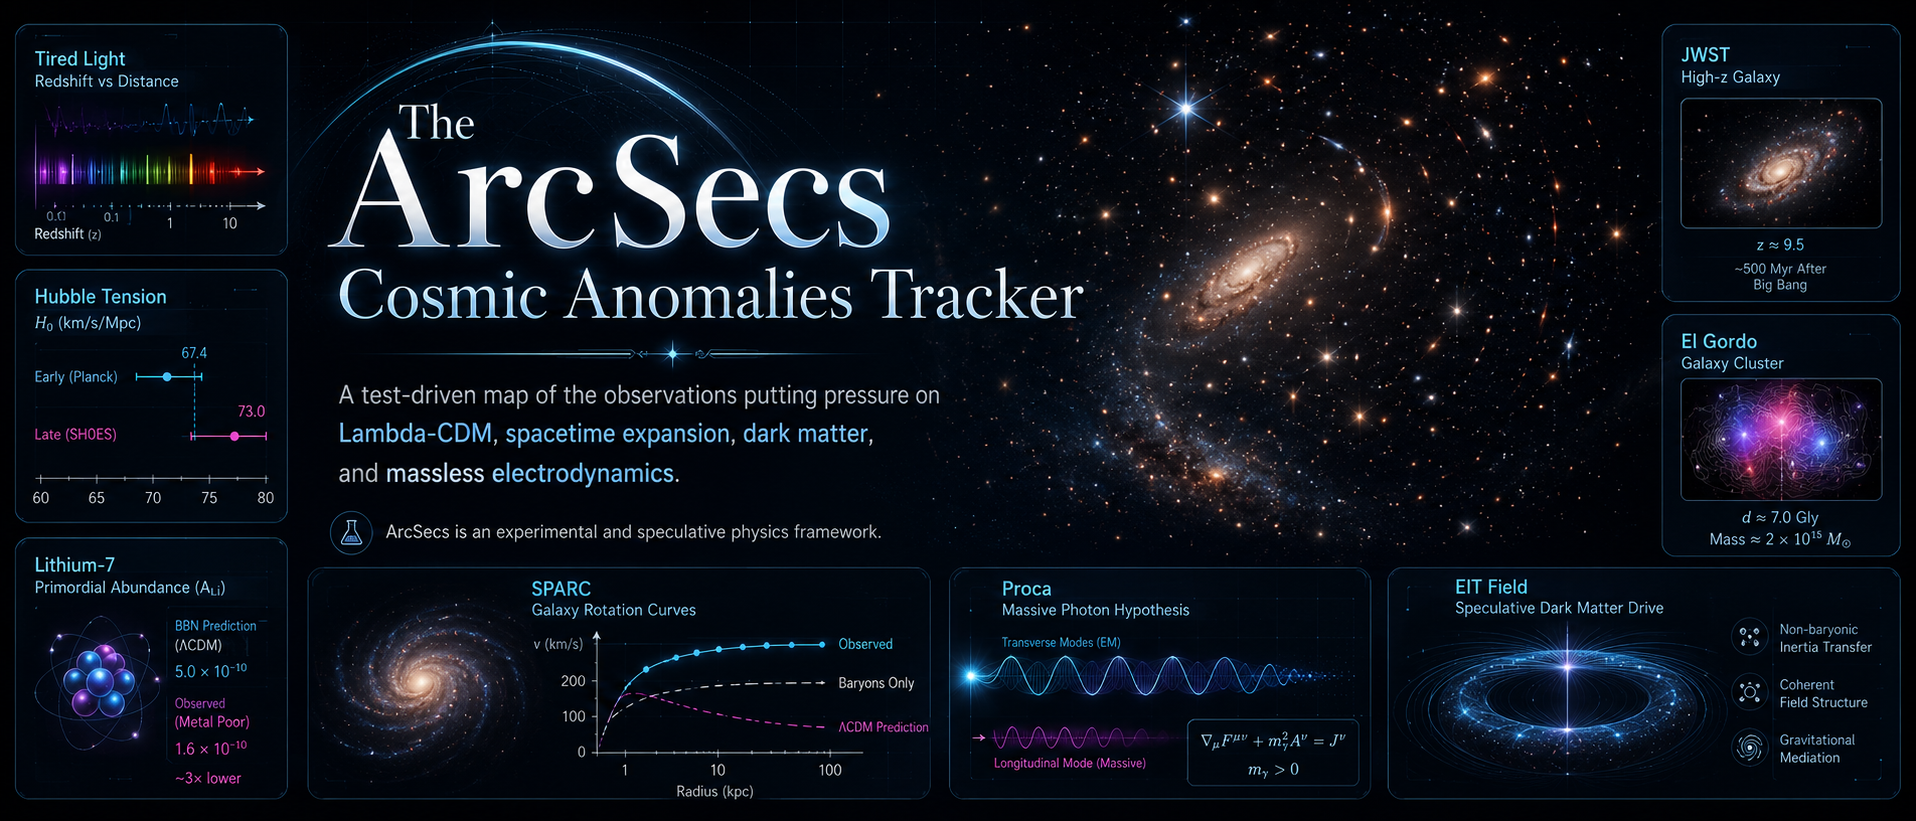 Tired Light
Redshift vs Distance
0.1
1
10
Redshift (z)
Hubble Tension
H₀ (km/s/Mpc)
67.4
Early (Planck)
73.0
Late (SH0ES)
60 65 70 75 80
Lithium-7
Primordial Abundance (A_Li)
BBN Prediction
(ΛCDM)
5.0 × 10⁻¹⁰
Observed
(Metal Poor)
1.6 × 10⁻¹⁰
~3× lower
The
ArcSecs
Cosmic Anomalies Tracker
A test-driven map of the observations putting pressure on
Lambda-CDM, spacetime expansion, dark matter,
and massless electrodynamics.
ArcSecs is an experimental and speculative physics framework.
SPARC
Galaxy Rotation Curves
v (km/s)
200
100
0
1 10 100
Radius (kpc)
Observed
Baryons Only
ΛCDM Prediction
Proca
Massive Photon Hypothesis
Transverse Modes (EM)
Longitudinal Mode (Massive)
∇_μ F^μν + m_γ² A^ν = J^ν
m_γ > 0
JWST
High-z Galaxy
z ≈ 9.5
~500 Myr After
Big Bang
El Gordo
Galaxy Cluster
d ≈ 7.0 Gly
Mass ≈ 2 × 10¹⁵ M☉
EIT Field
Speculative Dark Matter Drive
Non-baryonic
Inertia Transfer
Coherent
Field Structure
Gravitational
Mediation